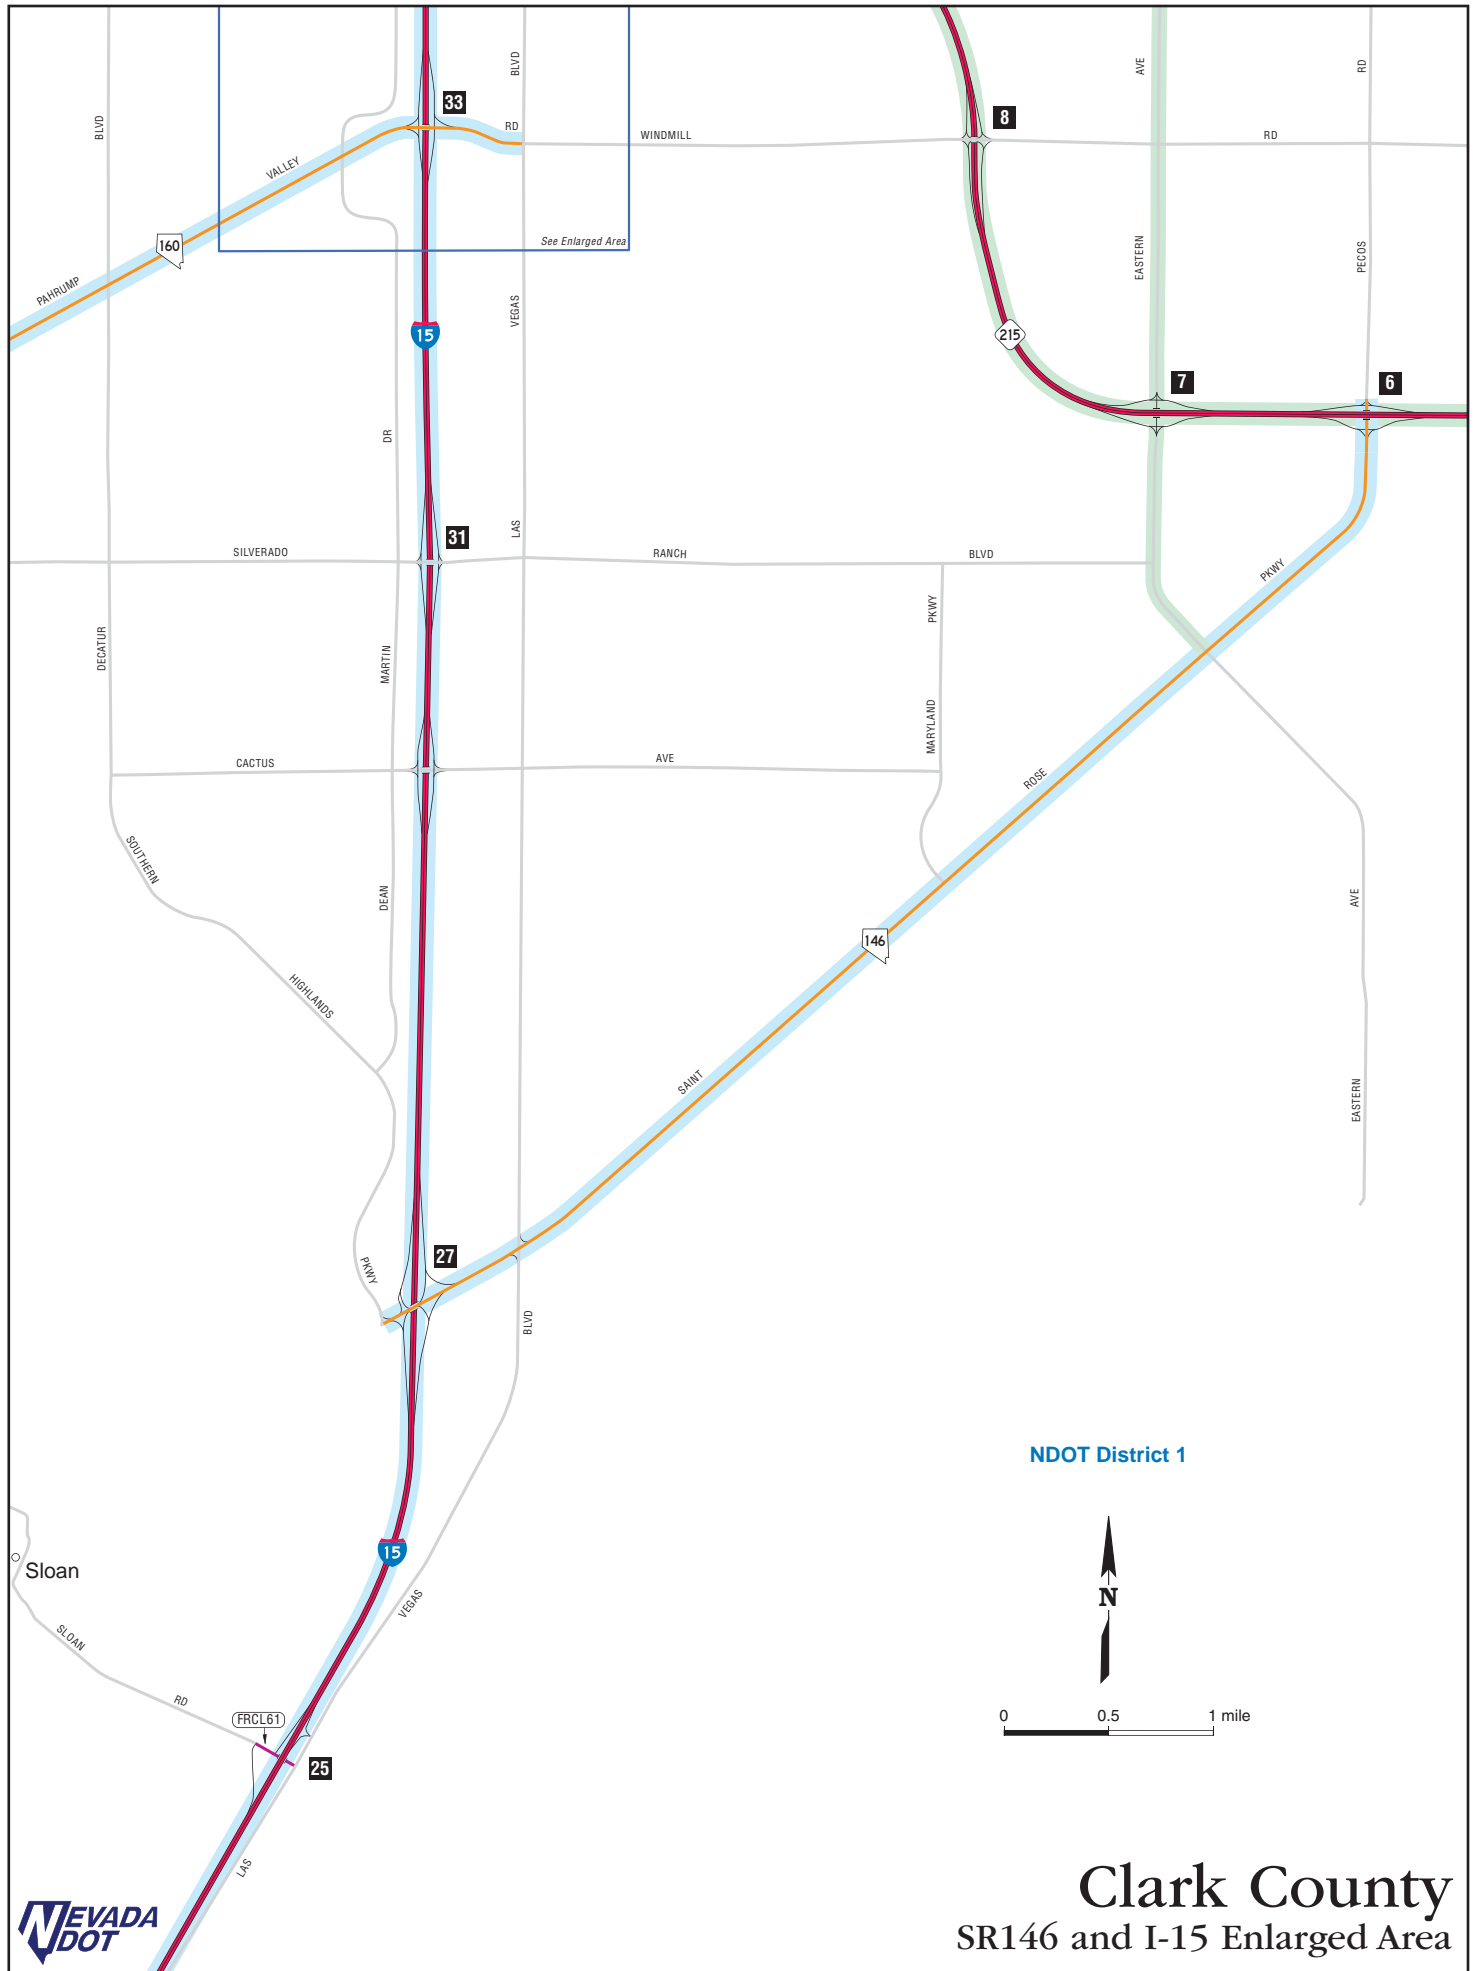 BLVD
BLVD
AVE
RD
33
8
RD
WINDMILL
RD
VALLEY
160
See Enlarged Area
EASTERN
PECOS
PAHRUMP
VEGAS
15
215
7
6
DR
LAS
31
SILVERADO
RANCH
BLVD
PKWY
PKWY
DECATUR
MARTIN
MARYLAND
CACTUS
AVE
ROSE
SOUTHERN
DEAN
AVE
146
HIGHLANDS
SAINT
EASTERN
27
PKWY
BLVD
NDOT District 1
15
Sloan
N
VEGAS
SLOAN
RD
FRCL61
0 0.5 1 mile
25
LAS
Clark County
SR146 and I-15 Enlarged Area
NEVADA
DOT